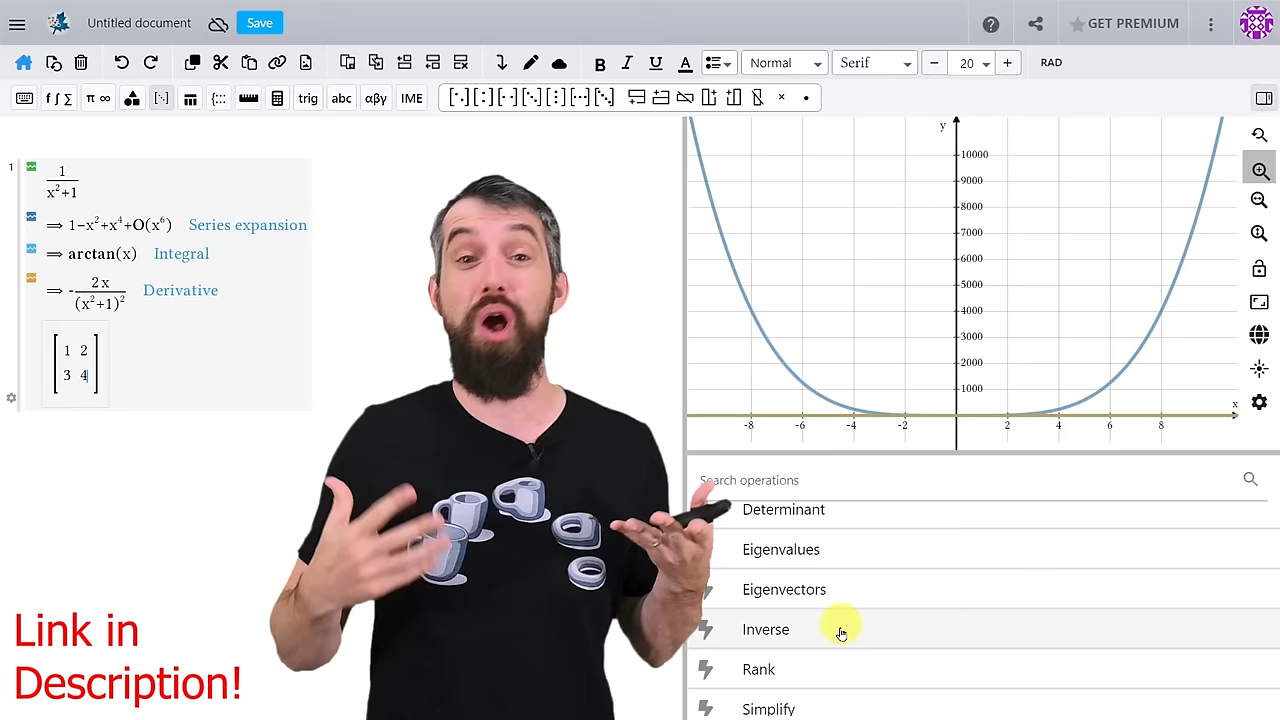 Untitled document
Save
GET PREMIUM
Normal
Serif
20
RAD
f ∫ ∑
π ∞
trig
abc
αβγ
IME
1
1
x²+1
⇒ 1−x²+x⁴+O(x⁶) Series expansion
⇒ arctan(x) Integral
⇒ - 2x
(x²+1)² Derivative
1 2
3 4
y
10000
9000
8000
7000
6000
5000
4000
3000
2000
1000
x
-8 -6 -4 -2 2 4 6 8
Search operations
Determinant
Eigenvalues
Eigenvectors
Inverse
Rank
Simplify
Link in
Description!